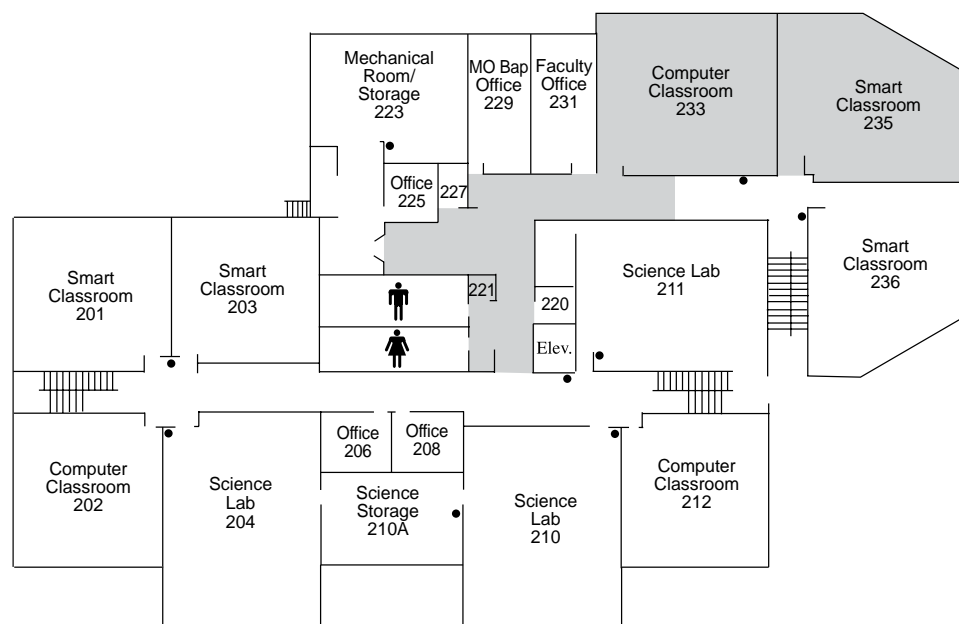 Mechanical
Room/
Storage
223
MO Bap
Office
229
Faculty
Office
231
Computer
Classroom
233
Smart
Classroom
235
Office
225
227
Smart
Classroom
201
Smart
Classroom
203
221
220
Elev.
Science Lab
211
Smart
Classroom
236
Computer
Classroom
202
Science
Lab
204
Office
206
Office
208
Science
Storage
210A
Science
Lab
210
Computer
Classroom
212